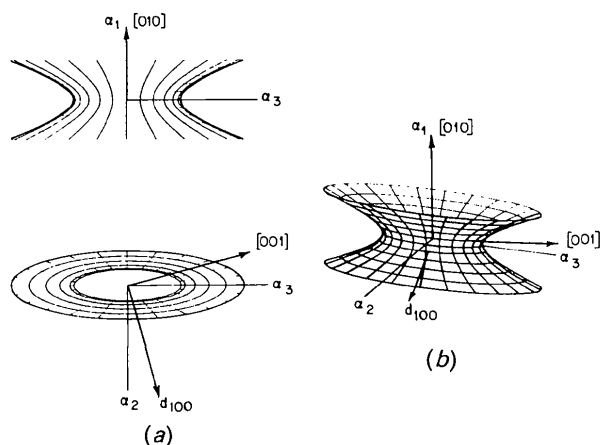 α₁ [010]
α₃
[001]
α₃
α₂
d₁₀₀
(a)
α₁ [010]
[001]
α₃
α₂
d₁₀₀
(b)